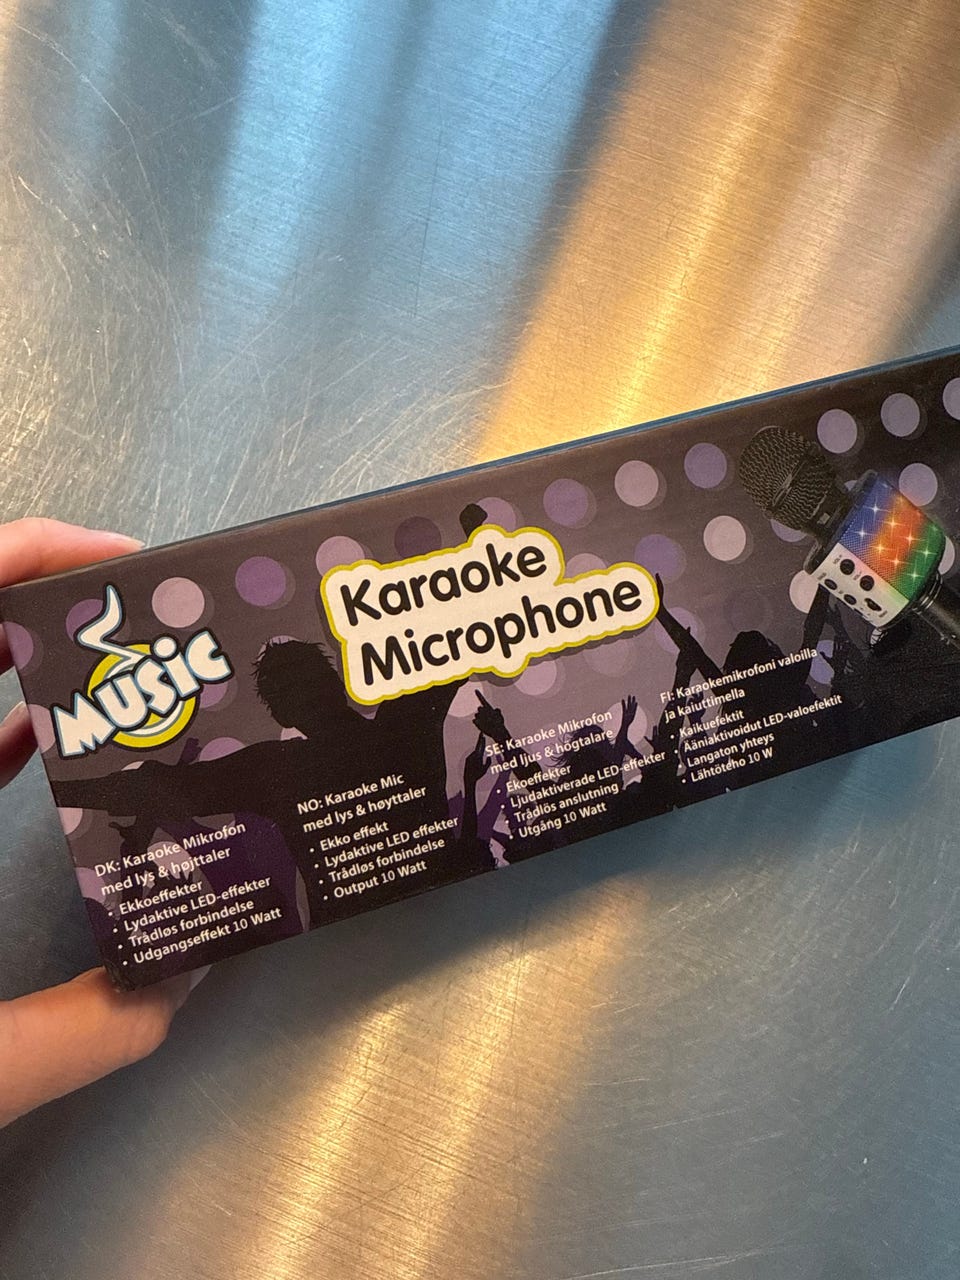 MUSIC
Karaoke
Microphone
DK: Karaoke Mikrofon
med lys & højttaler
• Ekkoeffekter
• Lydaktive LED-effekter
• Trådløs forbindelse
• Udgangseffekt 10 Watt
NO: Karaoke Mic
med lys & høyttaler
• Ekko effekt
• Lydaktive LED effekter
• Trådløs forbindelse
• Output 10 Watt
SE: Karaoke Mikrofon
med ljus & högtalare
• Ekoeffekter
• Ljudaktiverade LED-effekter
• Trådlös anslutning
• Utgång 10 Watt
FI: Karaokemikrofoni valoilla
ja kaiuttimella
• Kaikuefektit
• Ääniaktivoidut LED-valoefektit
• Langaton yhteys
• Lähtöteho 10 W